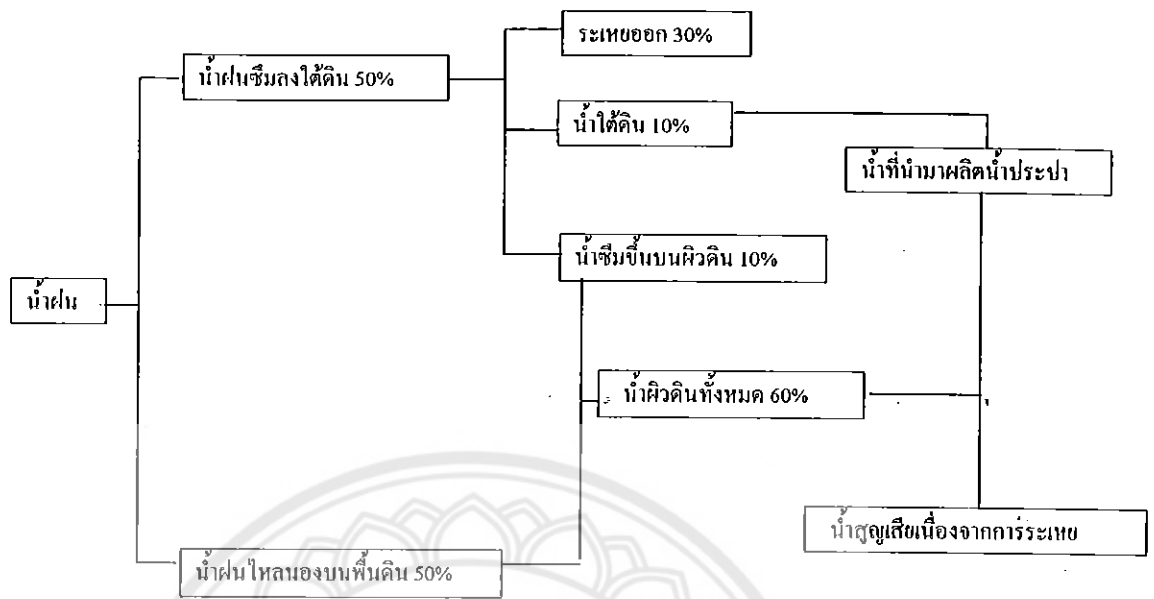 ระเหยออก 30%
น้ำฝนซึมลงใต้ดิน 50%
น้ำใต้ดิน 10%
น้ำที่นำมาผลิตน้ำประปา
น้ำซึมขึ้นบนผิวดิน 10%
น้ำฝน
น้ำผิวดินทั้งหมด 60%
น้ำสูญเสียเนื่องจากการระเหย
น้ำฝนไหลนองบนพื้นดิน 50%